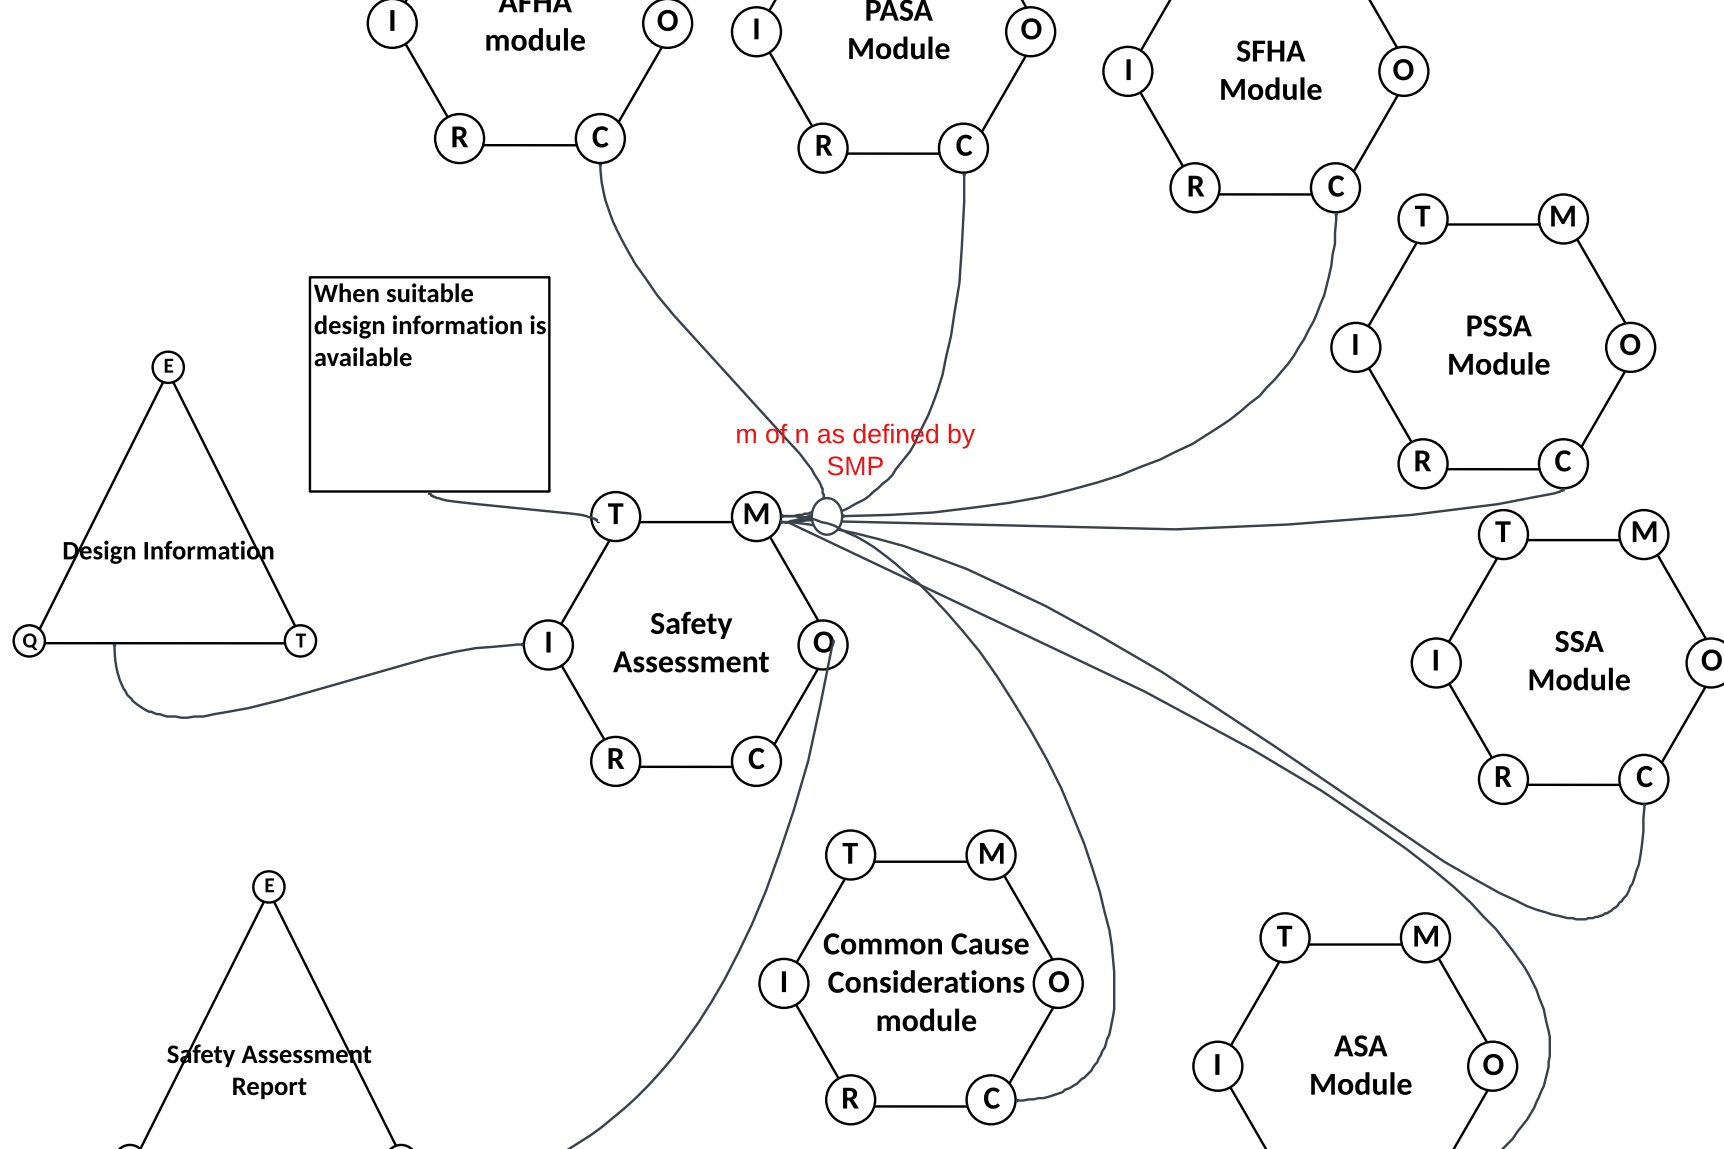 AFHA
module
I
O
R
C
PASA
Module
I
O
R
C
SFHA
Module
I
O
R
C
T
M
PSSA
Module
I
O
R
C
When suitable
design information is
available
E
Design Information
Q
T
m of n as defined by
SMP
T
M
Safety
Assessment
I
O
R
C
T
M
SSA
Module
I
O
R
C
E
Safety Assessment
Report
T
M
Common Cause
Considerations
module
I
O
R
C
T
M
ASA
Module
I
O